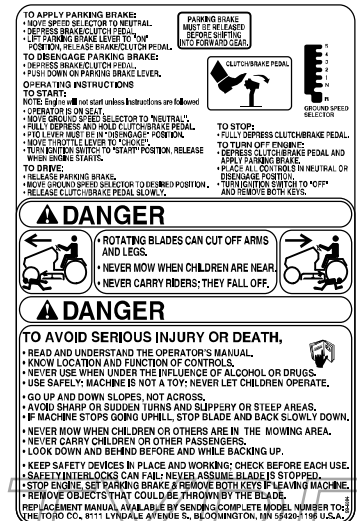 TO APPLY PARKING BRAKE:
• MOVE SPEED SELECTOR TO NEUTRAL.
• DEPRESS BRAKE/CLUTCH PEDAL,
• LIFT PARKING BRAKE LEVER TO "ON"
POSITION, RELEASE BRAKE/CLUTCH PEDAL.
TO DISENGAGE PARKING BRAKE:
• DEPRESS BRAKE/CLUTCH PEDAL,
• PUSH DOWN ON PARKING BRAKE LEVER.
OPERATING INSTRUCTIONS
TO START:
NOTE: Engine will not start unless instructions are followed
• OPERATOR IS ON SEAT,
• MOVE GROUND SPEED SELECTOR TO "NEUTRAL".
• FULLY DEPRESS AND HOLD CLUTCH/BRAKE PEDAL.
• PTO LEVER MUST BE IN "DISENGAGE" POSITION.
• MOVE THROTTLE LEVER TO "CHOKE".
• TURN IGNITION SWITCH TO "START" POSITION, RELEASE
WHEN ENGINE STARTS.
TO DRIVE:
• RELEASE PARKING BRAKE.
• MOVE GROUND SPEED SELECTOR TO DESIRED POSITION.
• RELEASE CLUTCH/BRAKE PEDAL SLOWLY.
PARKING BRAKE
MUST BE RELEASED
BEFORE SHIFTING
INTO FORWARD GEAR.
CLUTCH/BRAKE PEDAL
5
4
3
2
1
N
R
GROUND SPEED
SELECTOR
TO STOP:
• FULLY DEPRESS CLUTCH/BRAKE PEDAL.
TO TURN OFF ENGINE:
• DEPRESS CLUTCH/BRAKE PEDAL AND
APPLY PARKING BRAKE.
• PLACE ALL CONTROLS IN NEUTRAL OR
DISENGAGE POSITION.
• TURN IGNITION SWITCH TO "OFF"
AND REMOVE BOTH KEYS.
DANGER
• ROTATING BLADES CAN CUT OFF ARMS
AND LEGS.
• NEVER MOW WHEN CHILDREN ARE NEAR.
• NEVER CARRY RIDERS; THEY FALL OFF.
DANGER
TO AVOID SERIOUS INJURY OR DEATH,
• READ AND UNDERSTAND THE OPERATOR'S MANUAL.
• KNOW LOCATION AND FUNCTION OF CONTROLS.
• NEVER USE WHEN UNDER THE INFLUENCE OF ALCOHOL OR DRUGS.
• USE SAFELY: MACHINE IS NOT A TOY: NEVER LET CHILDREN OPERATE.
• GO UP AND DOWN SLOPES, NOT ACROSS.
• AVOID SHARP OR SUDDEN TURNS AND SLIPPERY OR STEEP AREAS.
• IF MACHINE STOPS GOING UPHILL, STOP BLADE AND BACK SLOWLY DOWN.
• NEVER MOW WHEN CHILDREN OR OTHERS ARE IN THE MOWING AREA.
• NEVER CARRY CHILDREN OR OTHER PASSENGERS.
• LOOK DOWN AND BEHIND BEFORE AND WHILE BACKING UP.
• KEEP SAFETY DEVICES IN PLACE AND WORKING; CHECK BEFORE EACH USE.
• SAFETY INTERLOCKS CAN FAIL: NEVER ASSUME BLADE IS STOPPED.
• STOP ENGINE, SET PARKING BRAKE & REMOVE BOTH KEYS IF LEAVING MACHINE.
• REMOVE OBJECTS THAT COULD BE THROWN BY THE BLADE.
REPLACEMENT MANUAL AVAILABLE BY SENDING COMPLETE MODEL NUMBER TO:
THE TORO CO., 8111 LYNDALE AVENUE S., BLOOMINGTON, MN 55420-1196 U.S.A.